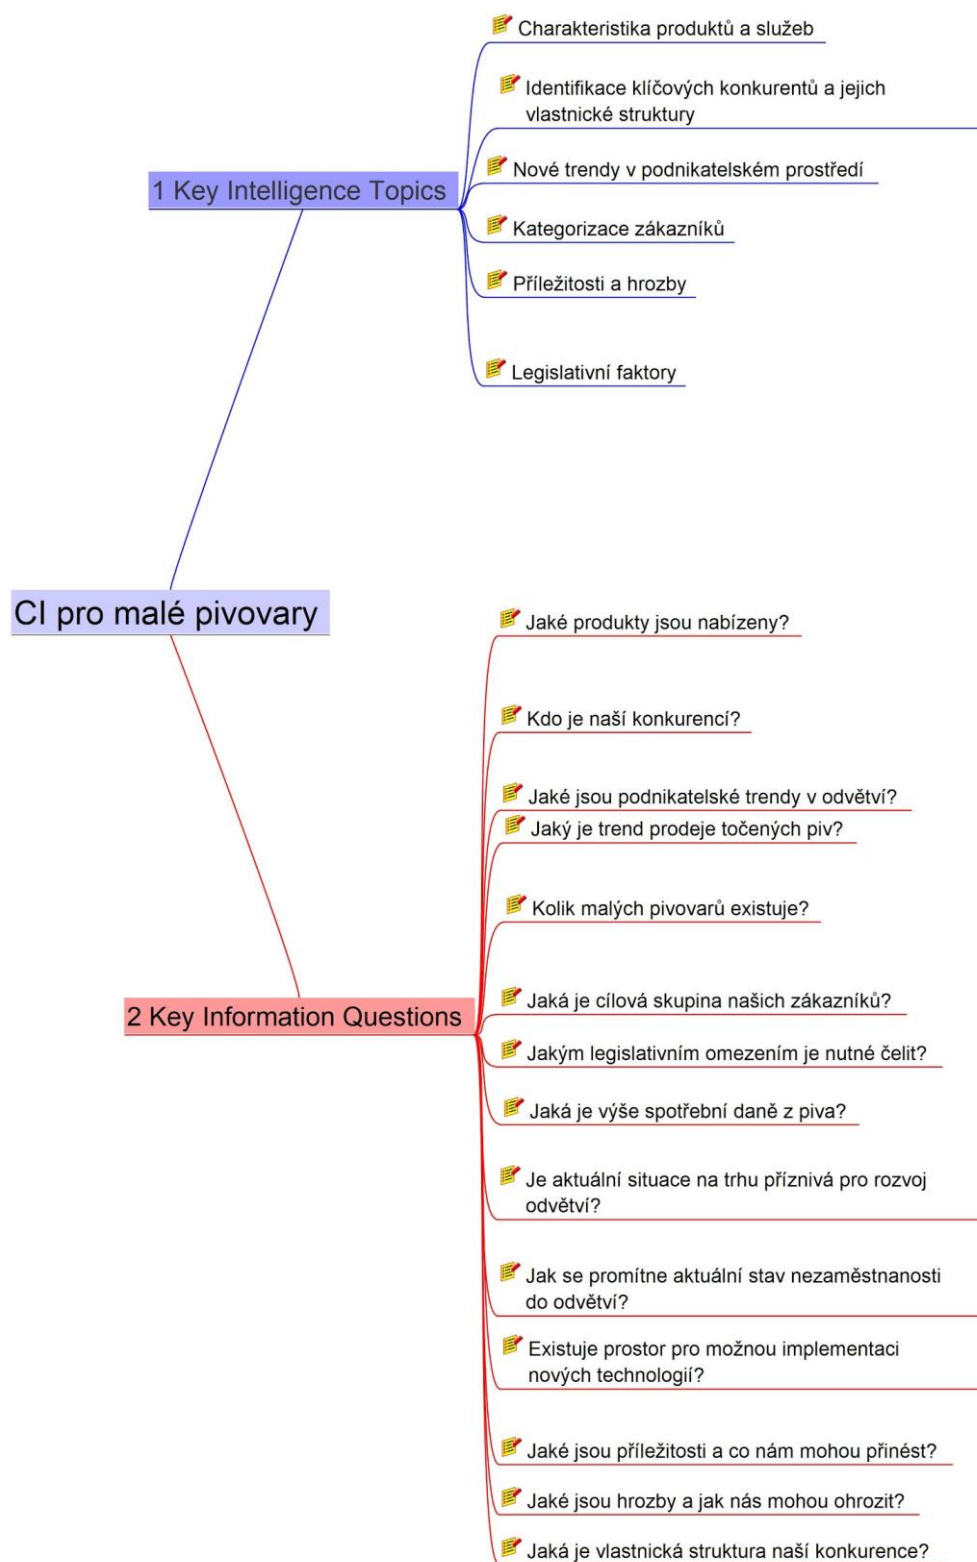 Charakteristika produktů a služeb
Identifikace klíčových konkurentů a jejich
vlastnické struktury
1 Key Intelligence Topics
Nové trendy v podnikatelském prostředí
Kategorizace zákazníků
Příležitosti a hrozby
Legislativní faktory
CI pro malé pivovary
Jaké produkty jsou nabízeny?
Kdo je naší konkurencí?
Jaké jsou podnikatelské trendy v odvětví?
Jaký je trend prodeje točených piv?
Kolik malých pivovarů existuje?
2 Key Information Questions
Jaká je cílová skupina našich zákazníků?
Jakým legislativním omezením je nutné čelit?
Jaká je výše spotřební daně z piva?
Je aktuální situace na trhu příznivá pro rozvoj
odvětví?
Jak se promítne aktuální stav nezaměstnanosti
do odvětví?
Existuje prostor pro možnou implementaci
nových technologií?
Jaké jsou příležitosti a co nám mohou přinést?
Jaké jsou hrozby a jak nás mohou ohrozit?
Jaká je vlastnická struktura naší konkurence?